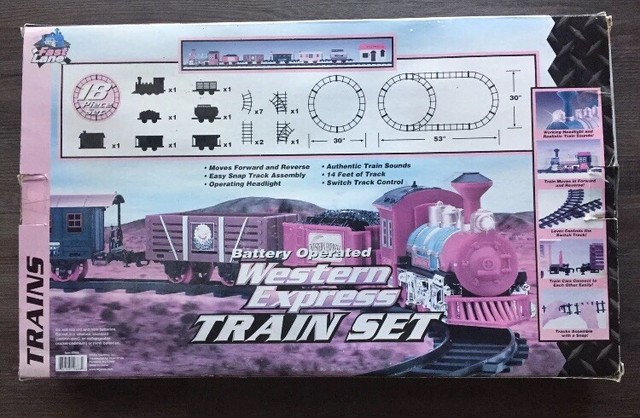 Fast
Lane
18
Piece
Set
x1
x1
x1
x1
x7
x1
x1
x1
x1
x2
x1
30"
53"
30"
• Moves Forward and Reverse
• Easy Snap Track Assembly
• Operating Headlight
• Authentic Train Sounds
• 14 Feet of Track
• Switch Track Control
Working Headlight and
Realistic Train Sounds!
Train Moves in Forward
and Reverse!
Lever Controls the
Switch Track!
Train Cars Connect to
Each Other Easily!
Tracks Assemble
with a Snap!
Battery Operated
Western
Express
TRAIN SET
TRAINS